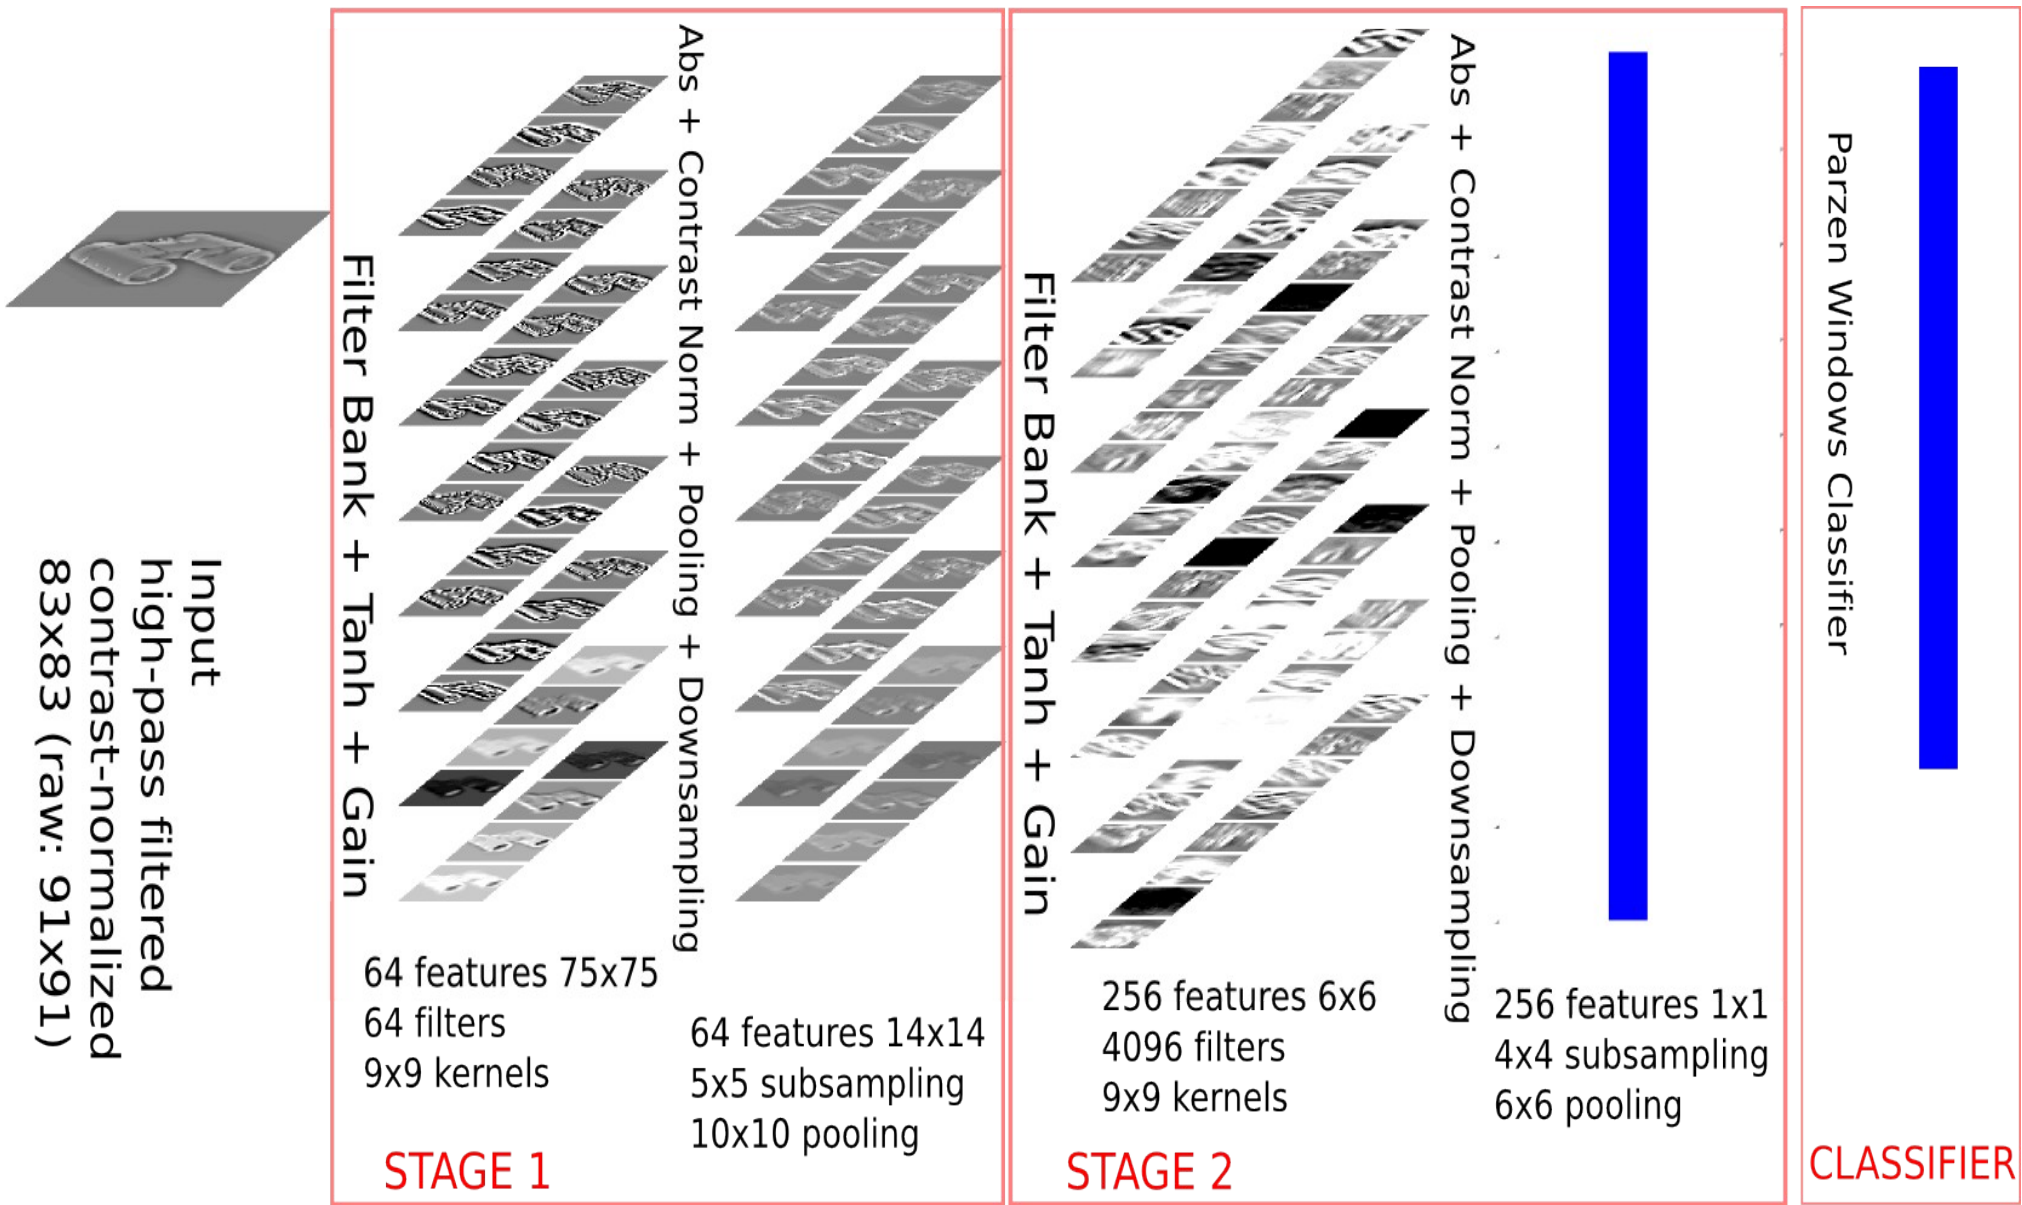 Input
high-pass filtered
contrast-normalized
83x83 (raw: 91x91)
Filter Bank + Tanh + Gain
64 features 75x75
64 filters
9x9 kernels
Abs + Contrast Norm + Pooling + Downsampling
64 features 14x14
5x5 subsampling
10x10 pooling
STAGE 1
Filter Bank + Tanh + Gain
256 features 6x6
4096 filters
9x9 kernels
Abs + Contrast Norm + Pooling + Downsampling
256 features 1x1
4x4 subsampling
6x6 pooling
STAGE 2
Parzen Windows Classifier
CLASSIFIER